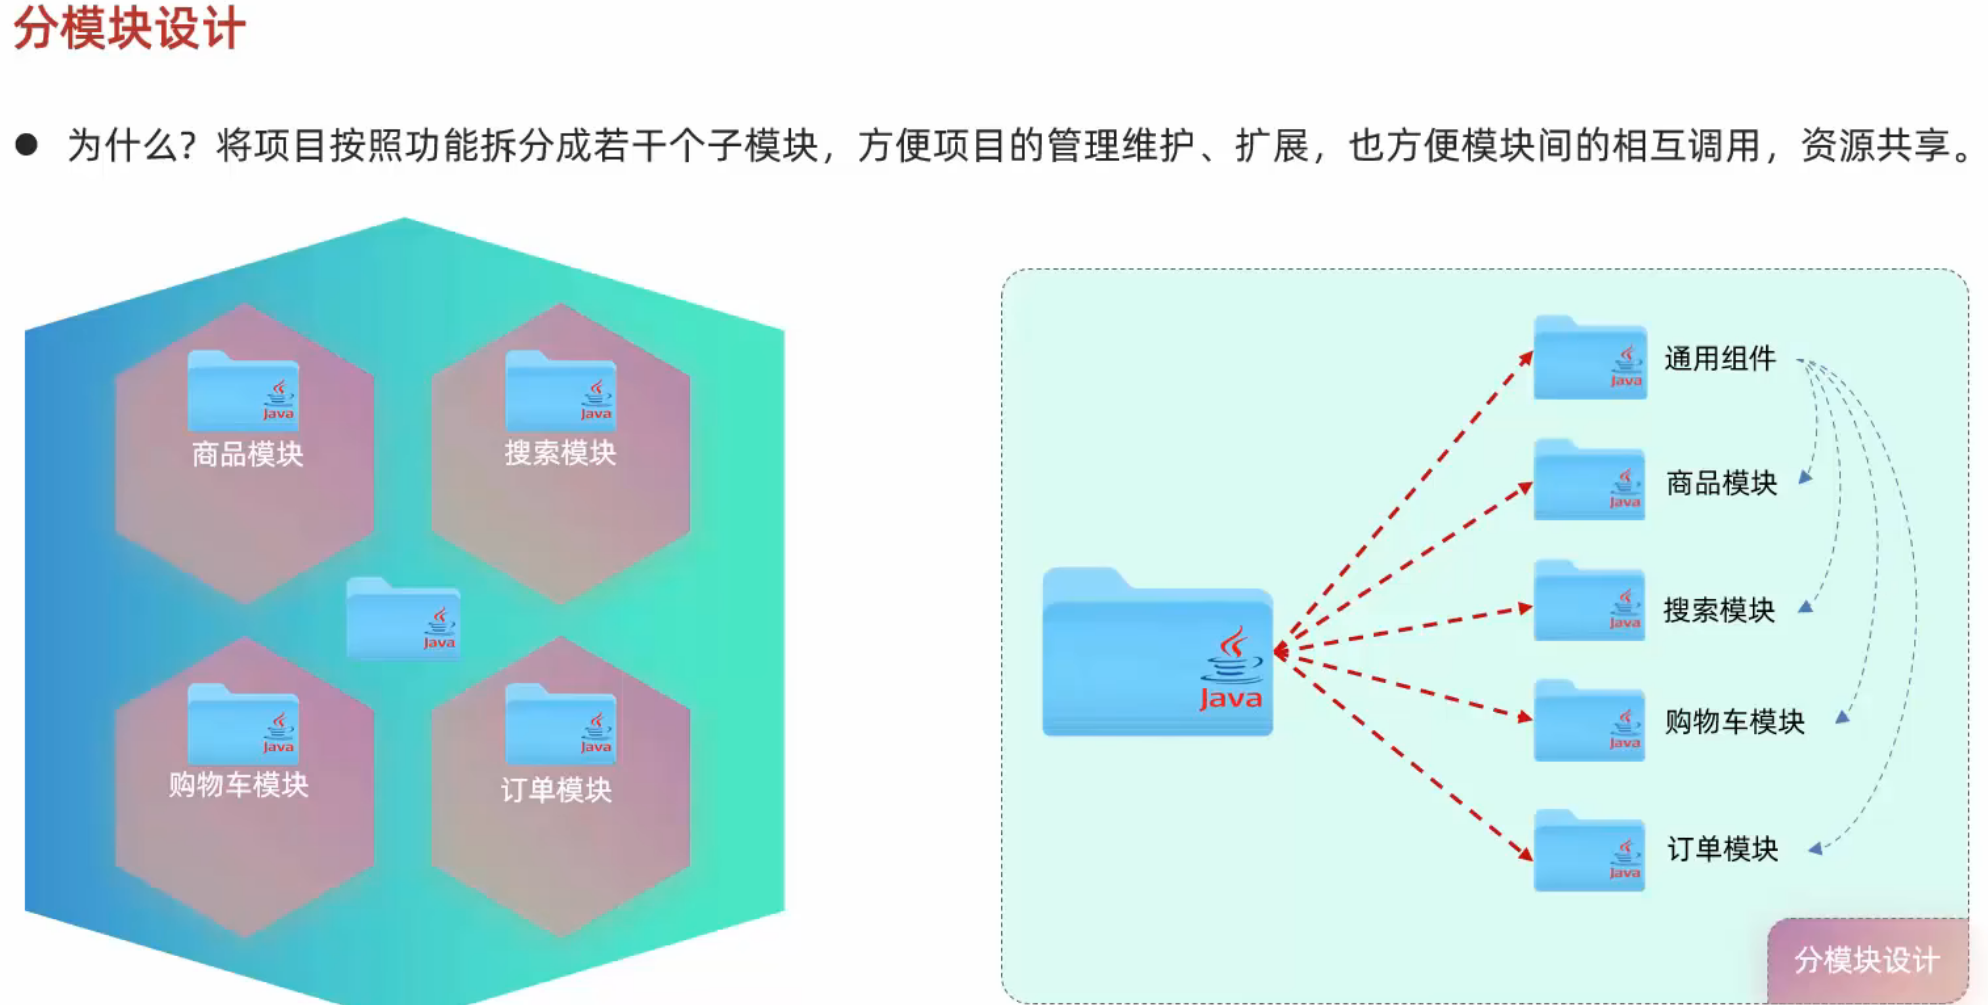 分模块设计
● 为什么？将项目按照功能拆分成若干个子模块，方便项目的管理维护、扩展，也方便模块间的相互调用，资源共享。
Java
商品模块
Java
搜索模块
Java
Java
购物车模块
Java
订单模块
Java
Java
通用组件
Java
商品模块
Java
搜索模块
Java
购物车模块
Java
订单模块
分模块设计